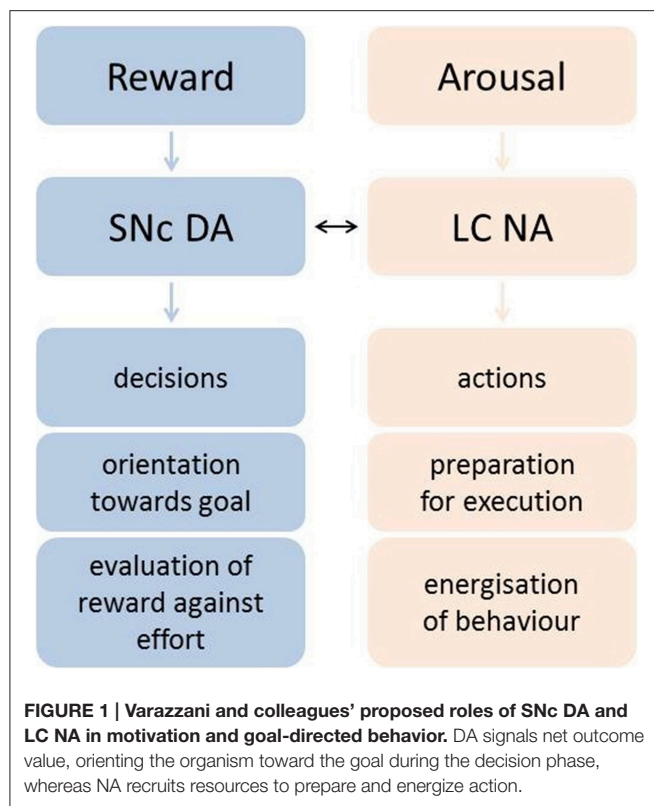 Reward
Arousal
SNc DA
↔
LC NA
decisions
actions
orientation
towards goal
preparation
for execution
evaluation of
reward against
effort
energisation
of behaviour
FIGURE 1 | Varazzani and colleagues’ proposed roles of SNc DA and
LC NA in motivation and goal-directed behavior. DA signals net outcome
value, orienting the organism toward the goal during the decision phase,
whereas NA recruits resources to prepare and energize action.